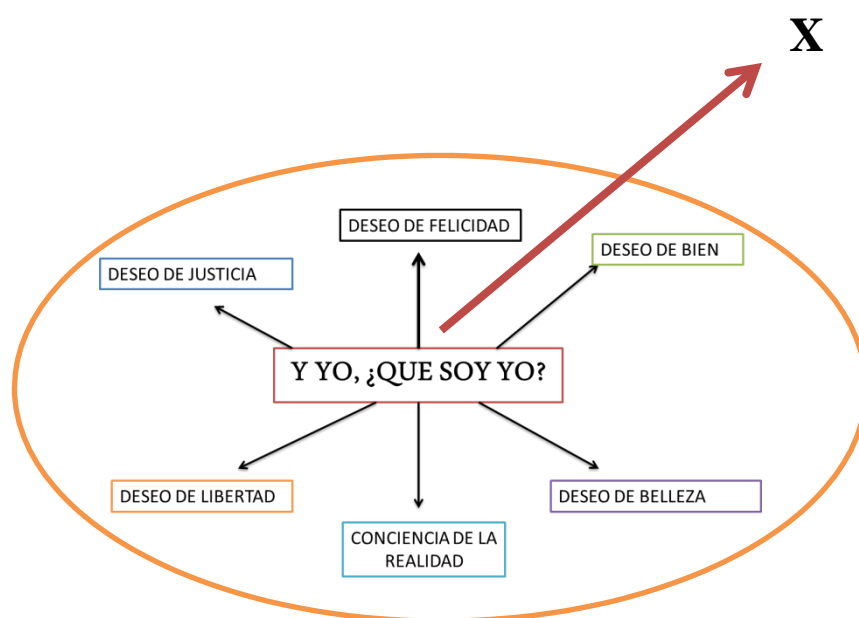 X
DESEO DE FELICIDAD
DESEO DE BIEN
DESEO DE JUSTICIA
Y YO, ¿QUE SOY YO?
DESEO DE LIBERTAD
DESEO DE BELLEZA
CONCIENCIA DE LA
REALIDAD